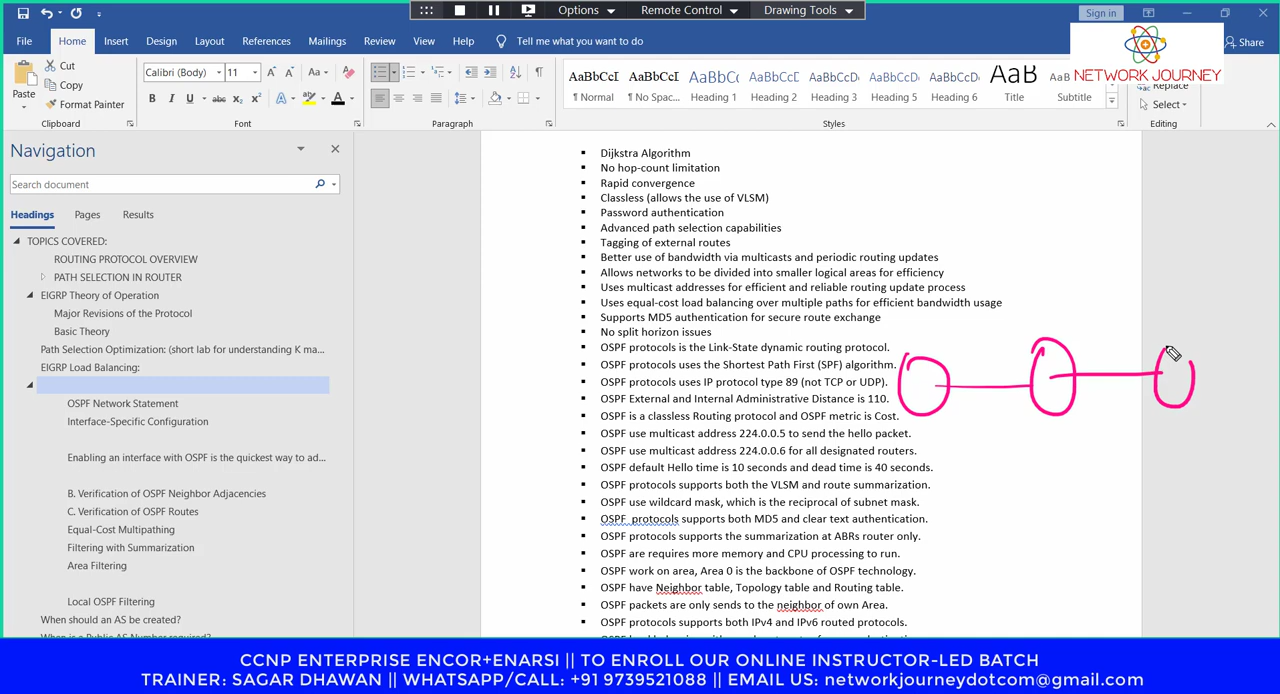 Options
Remote Control
Drawing Tools
Sign in
File Home Insert Design Layout References Mailings Review View Help Tell me what you want to do Share
NETWORK JOURNEY
Paste
Cut
Copy
Format Painter
Calibri (Body) 11
AaBbCcI AaBbCcI AaBbCc AaBbCcI AaBbCcI AaBbCcI AaBbCcI AaB
¶ Normal ¶ No Spac... Heading 1 Heading 2 Heading 3 Heading 5 Heading 6 Title Subtitle
Replace
Select
Clipboard Font Paragraph Styles Editing
Navigation
Search document
Headings Pages Results
TOPICS COVERED:
ROUTING PROTOCOL OVERVIEW
PATH SELECTION IN ROUTER
EIGRP Theory of Operation
Major Revisions of the Protocol
Basic Theory
Path Selection Optimization: (short lab for understanding K ma...
EIGRP Load Balancing:
OSPF Network Statement
Interface-Specific Configuration
Enabling an interface with OSPF is the quickest way to ad...
B. Verification of OSPF Neighbor Adjacencies
C. Verification of OSPF Routes
Equal-Cost Multipathing
Filtering with Summarization
Area Filtering
Local OSPF Filtering
When should an AS be created?
When is a Public AS Number required?
Dijkstra Algorithm
No hop-count limitation
Rapid convergence
Classless (allows the use of VLSM)
Password authentication
Advanced path selection capabilities
Tagging of external routes
Better use of bandwidth via multicasts and periodic routing updates
Allows networks to be divided into smaller logical areas for efficiency
Uses multicast addresses for efficient and reliable routing update process
Uses equal-cost load balancing over multiple paths for efficient bandwidth usage
Supports MD5 authentication for secure route exchange
No split horizon issues
OSPF protocols is the Link-State dynamic routing protocol.
OSPF protocols uses the Shortest Path First (SPF) algorithm.
OSPF protocols uses IP protocol type 89 (not TCP or UDP).
OSPF External and Internal Administrative Distance is 110.
OSPF is a classless Routing protocol and OSPF metric is Cost.
OSPF use multicast address 224.0.0.5 to send the hello packet.
OSPF use multicast address 224.0.0.6 for all designated routers.
OSPF default Hello time is 10 seconds and dead time is 40 seconds.
OSPF protocols supports both the VLSM and route summarization.
OSPF use wildcard mask, which is the reciprocal of subnet mask.
OSPF protocols supports both MD5 and clear text authentication.
OSPF protocols supports the summarization at ABRs router only.
OSPF are requires more memory and CPU processing to run.
OSPF work on area, Area 0 is the backbone of OSPF technology.
OSPF have Neighbor table, Topology table and Routing table.
OSPF packets are only sends to the neighbor of own Area.
OSPF protocols supports both IPv4 and IPv6 routed protocols.
CCNP ENTERPRISE ENCOR+ENARSI || TO ENROLL OUR ONLINE INSTRUCTOR-LED BATCH
TRAINER: SAGAR DHAWAN || WHATSAPP/CALL: +91 9739521088 || EMAIL US: networkjourneydotcom@gmail.com